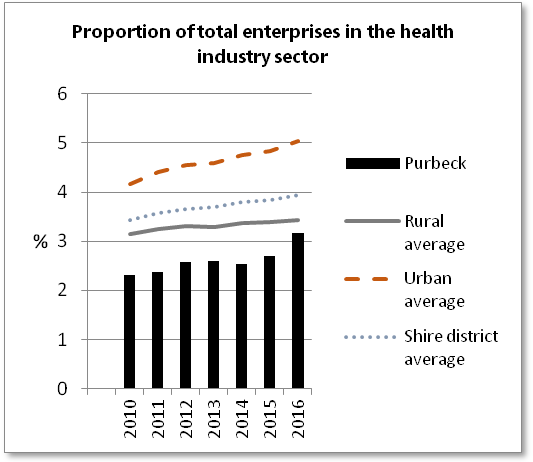 Proportion of total enterprises in the health
industry sector
6
5
4
3
2
1
0
%
2010
2011
2012
2013
2014
2015
2016
Purbeck
Rural
average
Urban
average
Shire district
average